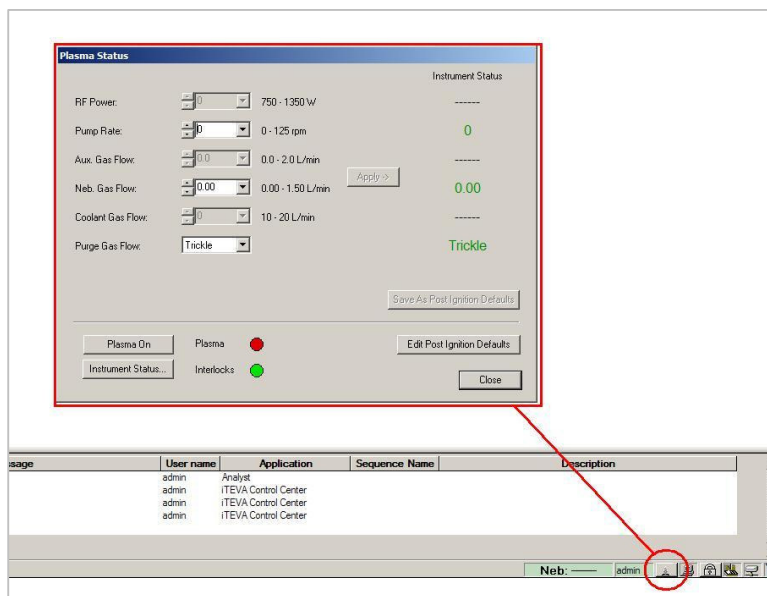 Plasma Status
Instrument Status
RF Power: 0 750 - 1350 W ------
Pump Rate: 0 0 - 125 rpm 0
Aux. Gas Flow: 0.0 0.0 - 2.0 L/min ------
Apply ->
Neb. Gas Flow: 0.00 0.00 - 1.50 L/min 0.00
Coolant Gas Flow: 0 10 - 20 L/min ------
Purge Gas Flow: Trickle Trickle
Save As Post Ignition Defaults
Plasma On Plasma Edit Post Ignition Defaults
Instrument Status... Interlocks
Close
ssage User name Application Sequence Name Description
admin Analyst
admin iTEVA Control Center
admin iTEVA Control Center
admin iTEVA Control Center
Neb: —— admin